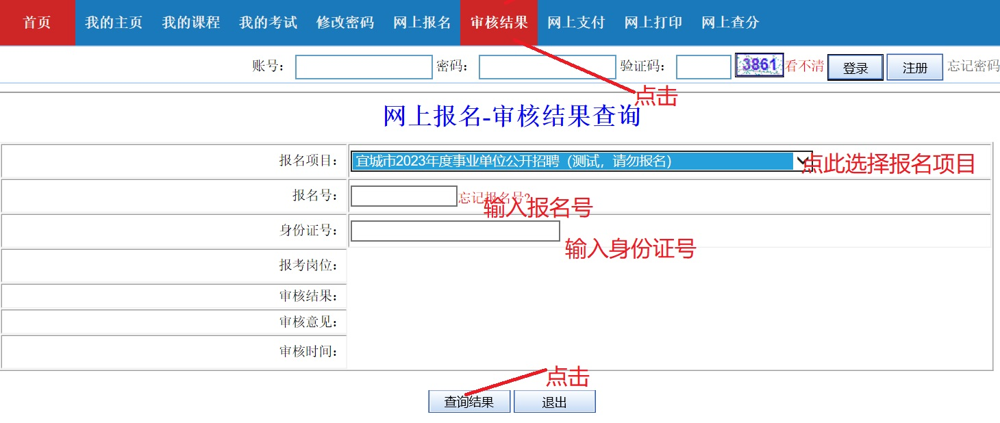 首页 我的主页 我的课程 我的考试 修改密码 网上报名 审核结果 网上支付 网上打印 网上查分
账号： 密码： 验证码： 3861 看不清 登录 注册 忘记密码
点击
网上报名-审核结果查询
报名项目： 宜城市2023年度事业单位公开招聘（测试，请勿报名） 点此选择报名项目
报名号： 忘记报名号?
输入报名号
身份证号：
输入身份证号
报考岗位：
审核结果：
审核意见：
审核时间：
点击
查询结果 退出